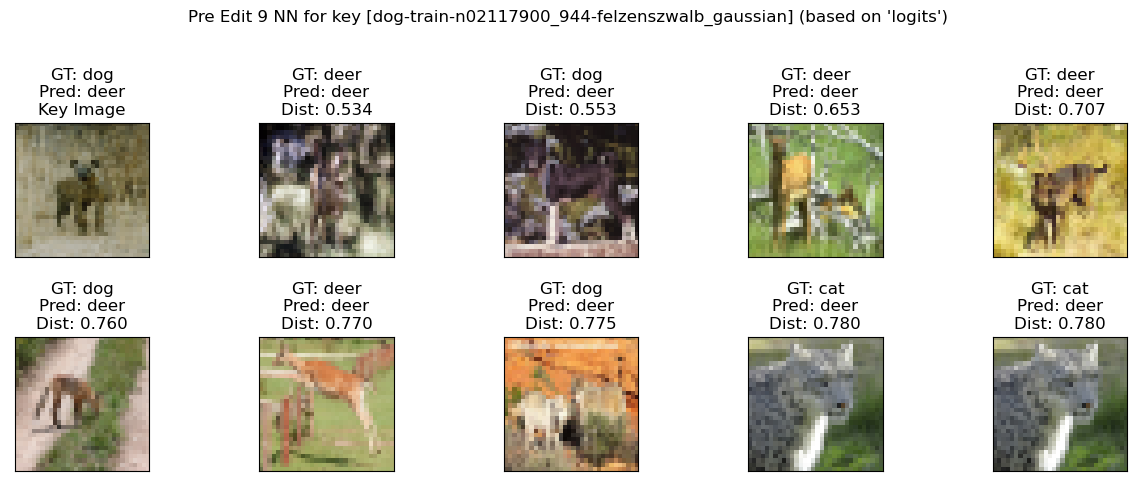 Pre Edit 9 NN for key [dog-train-n02117900_944-felzenszwalb_gaussian] (based on 'logits')
GT: dog
Pred: deer
Key Image
GT: deer
Pred: deer
Dist: 0.534
GT: dog
Pred: deer
Dist: 0.553
GT: deer
Pred: deer
Dist: 0.653
GT: deer
Pred: deer
Dist: 0.707
GT: dog
Pred: deer
Dist: 0.760
GT: deer
Pred: deer
Dist: 0.770
GT: dog
Pred: deer
Dist: 0.775
GT: cat
Pred: deer
Dist: 0.780
GT: cat
Pred: deer
Dist: 0.780